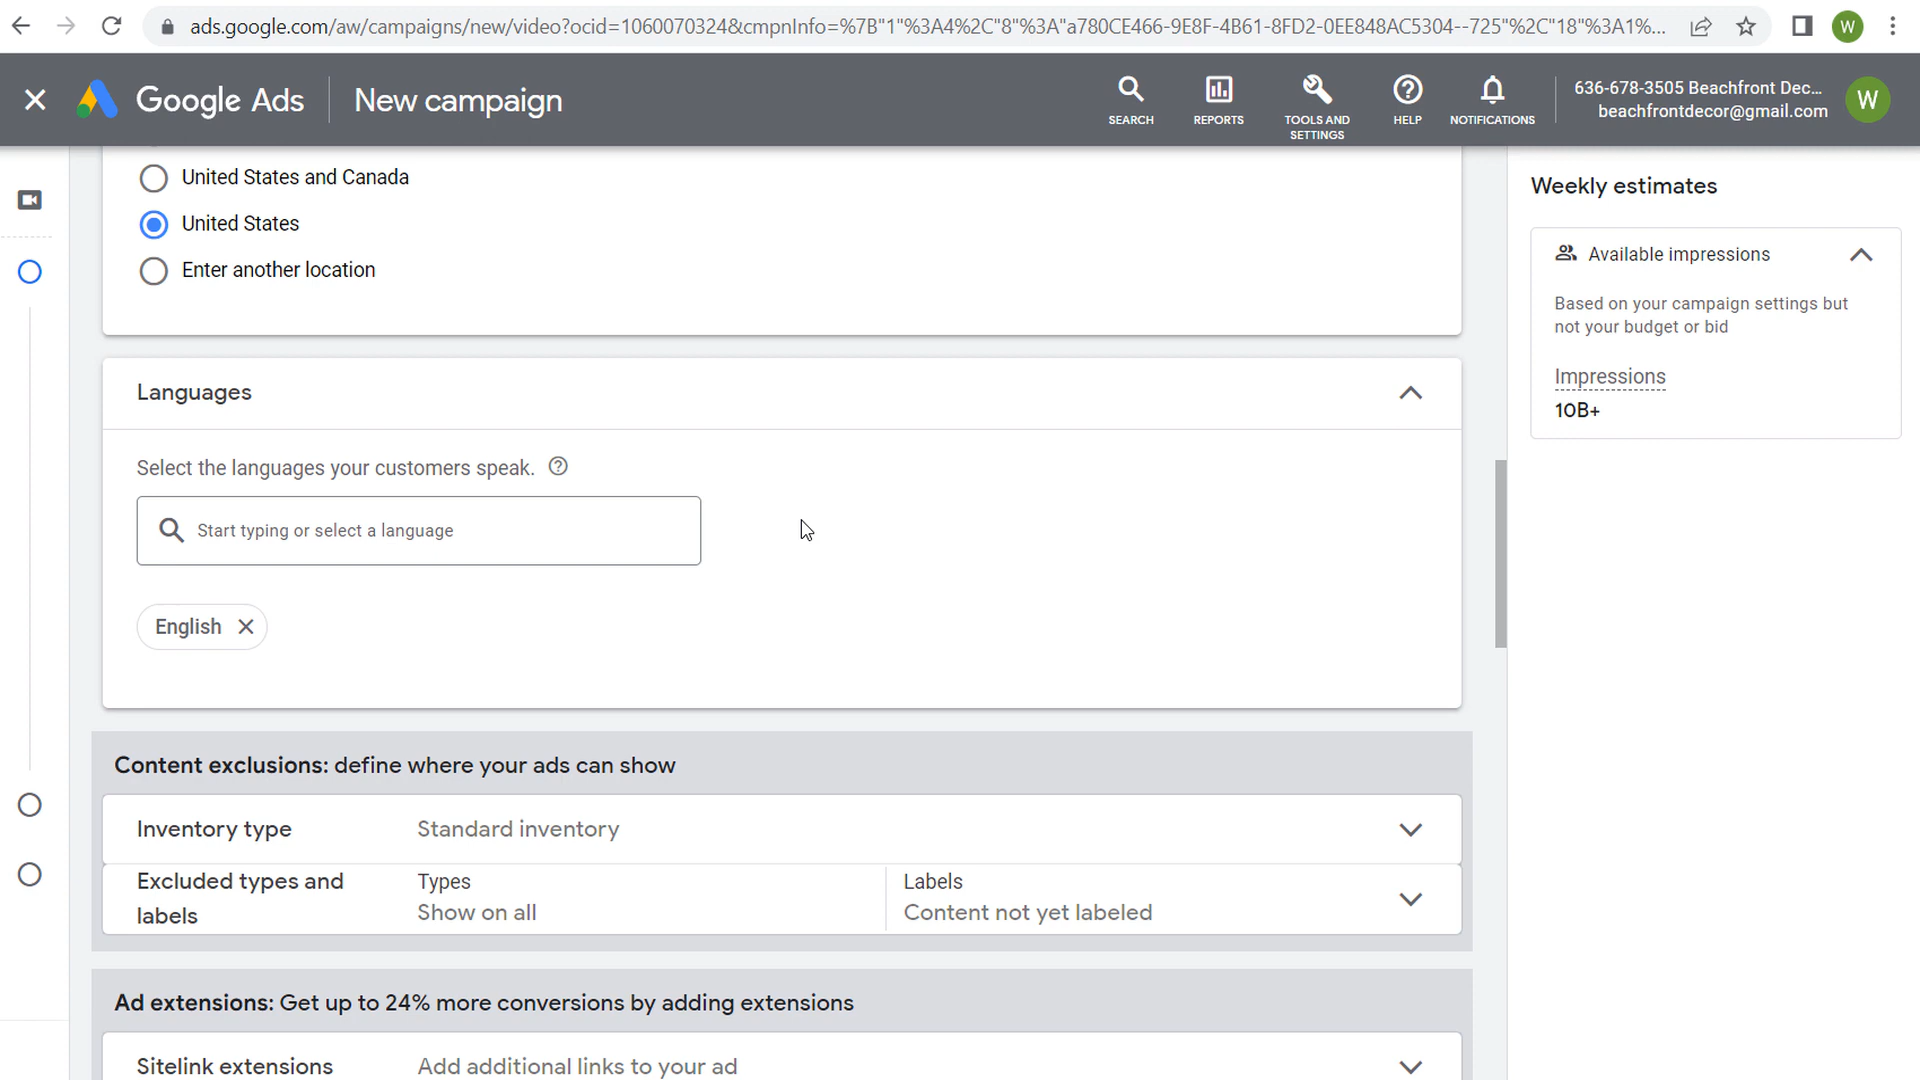 ads.google.com/aw/campaigns/new/video?ocid=1060070324&cmpnInfo=%7B"1"%3A4%2C"8"%3A"a780CE466-9E8F-4B61-8FD2-0EE848AC5304--725"%2C"18"%3A1%...
W
Google Ads
New campaign
SEARCH
REPORTS
TOOLS AND
SETTINGS
HELP
NOTIFICATIONS
636-678-3505 Beachfront Dec...
beachfrontdecor@gmail.com
W
United States and Canada
United States
Enter another location
Languages
Select the languages your customers speak.
Start typing or select a language
English
Content exclusions: define where your ads can show
Inventory type
Standard inventory
Excluded types and
labels
Types
Show on all
Labels
Content not yet labeled
Ad extensions: Get up to 24% more conversions by adding extensions
Sitelink extensions
Add additional links to your ad
Weekly estimates
Available impressions
Based on your campaign settings but
not your budget or bid
Impressions
10B+